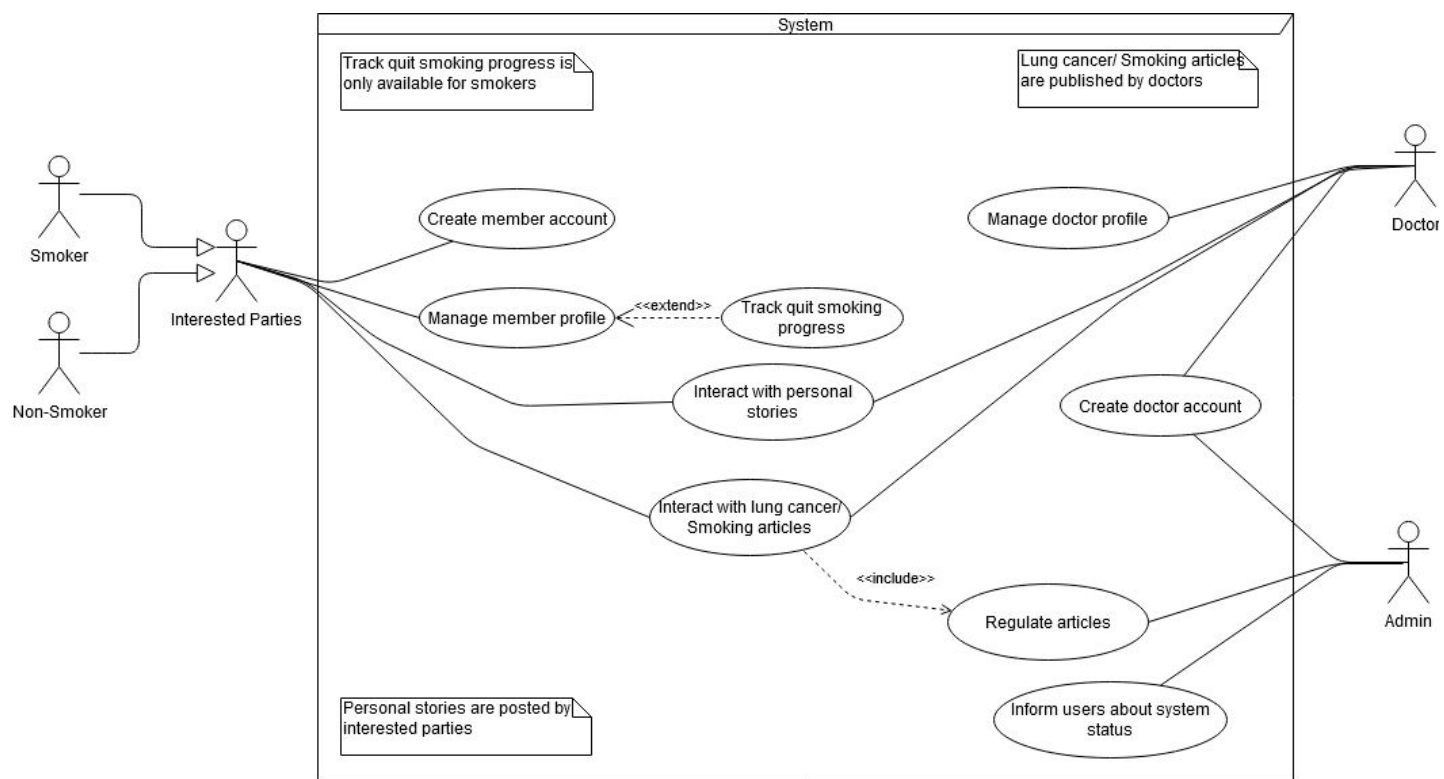 System
Track quit smoking progress is
only available for smokers
Lung cancer/ Smoking articles
are published by doctors
Smoker
Non-Smoker
Interested Parties
Create member account
Manage member profile
<<extend>>
Track quit smoking
progress
Interact with personal
stories
Interact with lung cancer/
Smoking articles
<<include>>
Manage doctor profile
Doctor
Create doctor account
Regulate articles
Admin
Inform users about system
status
Personal stories are posted by
interested parties